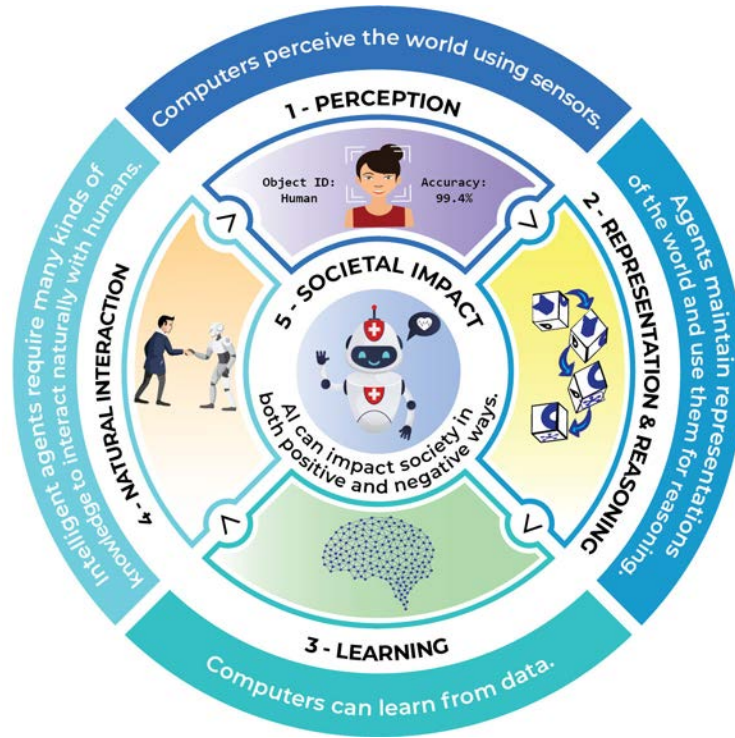 Computers perceive the world using sensors.
1 - PERCEPTION
Object ID:
Human
Accuracy:
99.4%
2 - REPRESENTATION & REASONING
Agents maintain representations
of the world and use them for reasoning.
3 - LEARNING
Computers can learn from data.
4 - NATURAL INTERACTION
Intelligent agents require many kinds of
knowledge to interact naturally with humans.
5 - SOCIETAL IMPACT
AI can impact society in
both positive and negative ways.